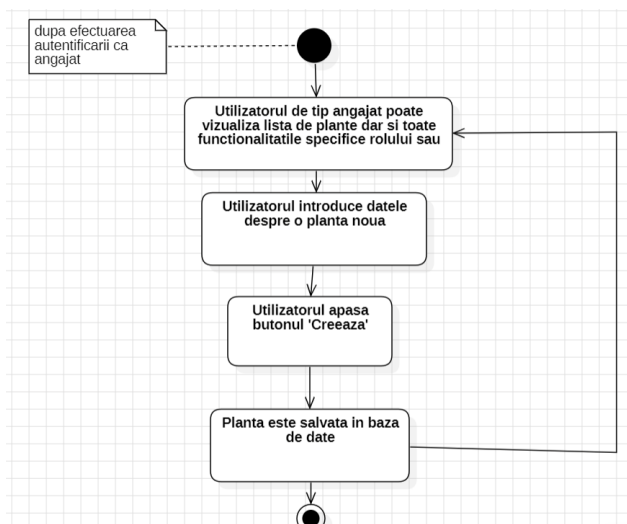 dupa efectuarea
autentificarii ca
angajat
Utilizatorul de tip angajat poate
vizualiza lista de plante dar si toate
functionalitatile specifice rolului sau
Utilizatorul introduce datele
despre o planta noua
Utilizatorul apasa
butonul 'Creeaza'
Planta este salvata in baza
de date